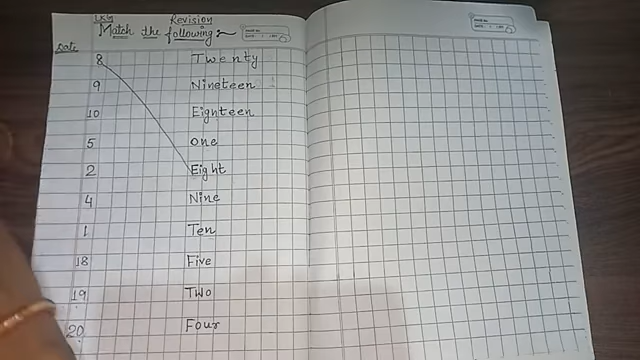 UKG Revision
Match the following:-
Date
8 Twenty
9 Nineteen
10 Eighteen
5 One
2 Eight
4 Nine
1 Ten
18 Five
19 Two
20 Four